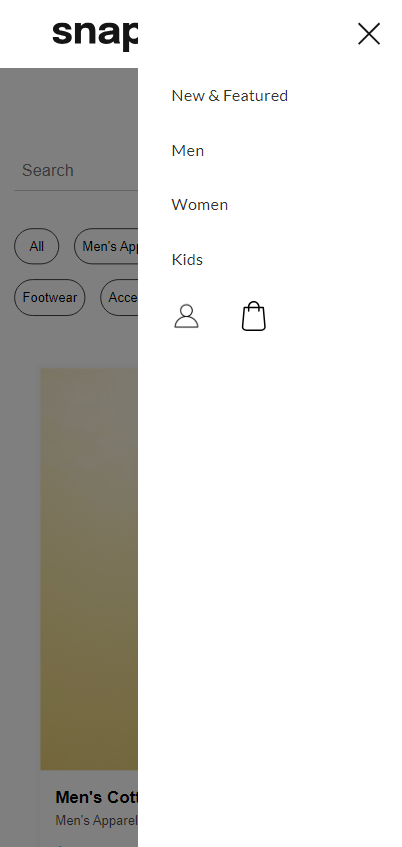 snap
New & Featured
Men
Search
Women
All
Men's App
Kids
Footwear
Acce
Men's Cott
Men's Apparel